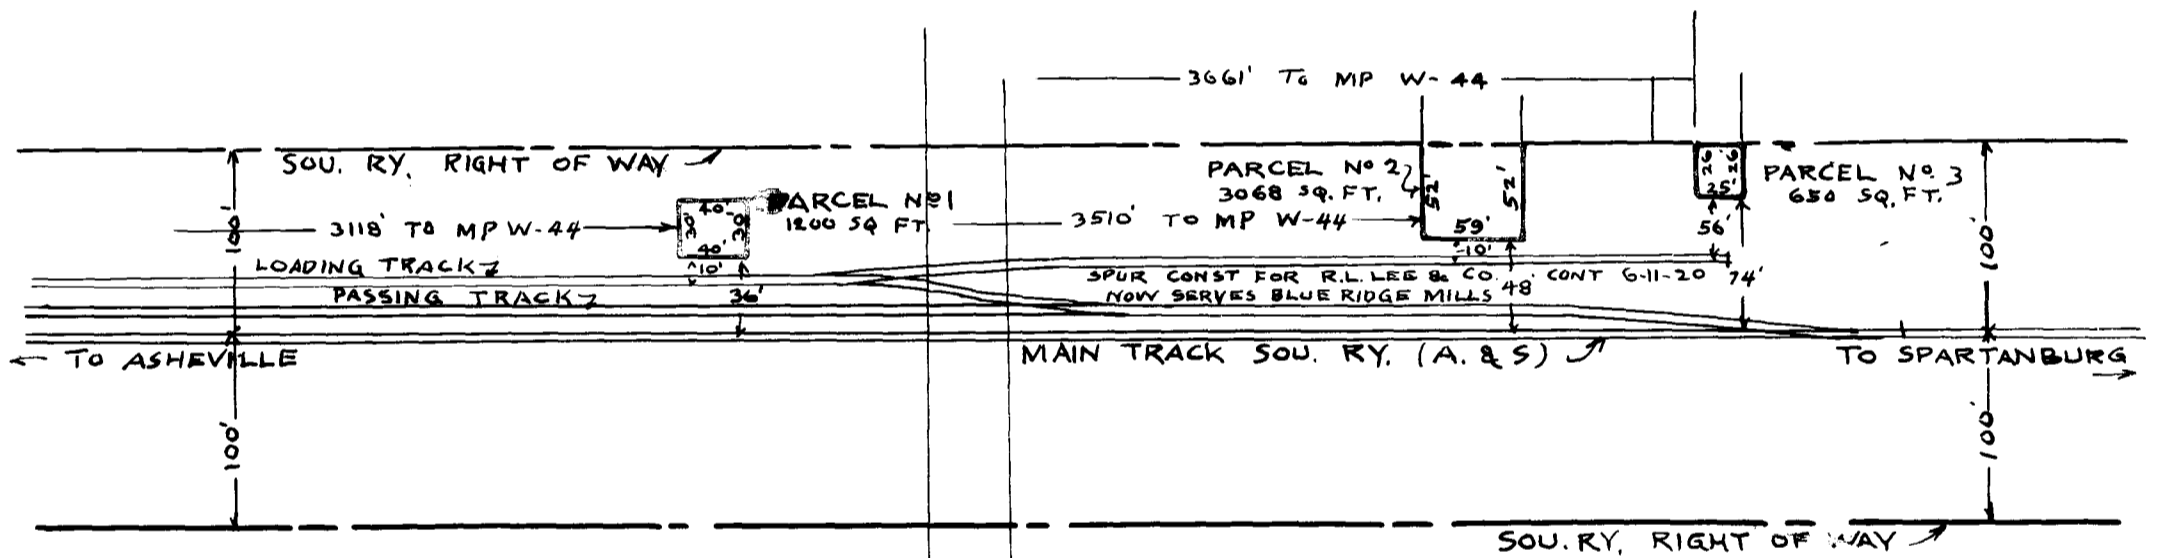 3661' TO MP W-44
SOU. RY. RIGHT OF WAY
100'
3118' TO MP W-44
40'
30'
30'
40'
10'
PARCEL No 1
1200 SQ FT.
3510' TO MP W-44
PARCEL No 2
3068 SQ. FT.
52'
52'
59'
10'
26'
26'
25'
PARCEL No. 3
650 SQ. FT.
56'
100'
LOADING TRACK
PASSING TRACK
36'
SPUR CONST FOR R.L. LEE & CO. CONT 6-11-20
NOW SERVES BLUE RIDGE MILLS
48'
74'
← TO ASHEVILLE
MAIN TRACK SOU. RY. (A. & S)
TO SPARTANBURG →
100'
100'
SOU. RY. RIGHT OF WAY